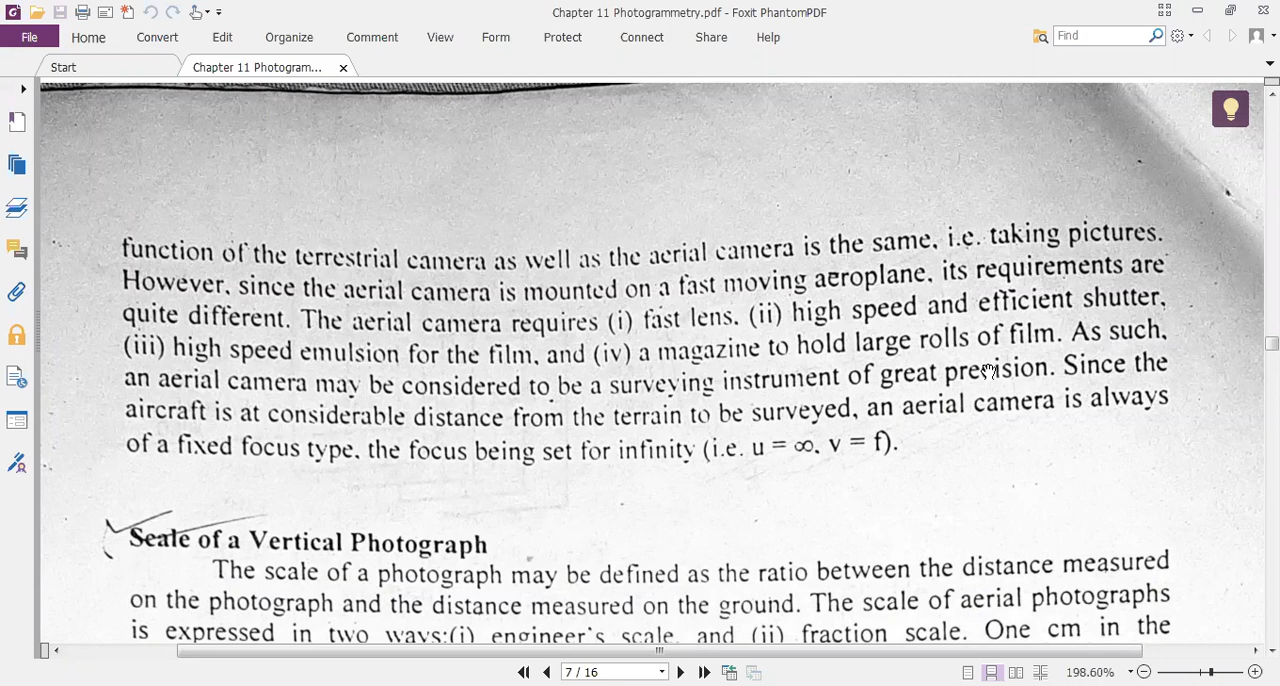 Chapter 11 Photogrammetry.pdf - Foxit PhantomPDF
File Home Convert Edit Organize Comment View Form Protect Connect Share Help
Find
Start
Chapter 11 Photogram...
function of the terrestrial camera as well as the aerial camera is the same, i.e. taking pictures.
However, since the aerial camera is mounted on a fast moving aeroplane, its requirements are
quite different. The aerial camera requires (i) fast lens, (ii) high speed and efficient shutter,
(iii) high speed emulsion for the film, and (iv) a magazine to hold large rolls of film. As such,
an aerial camera may be considered to be a surveying instrument of great precision. Since the
aircraft is at considerable distance from the terrain to be surveyed, an aerial camera is always
of a fixed focus type, the focus being set for infinity (i.e. u = ∞, v = f).
Scale of a Vertical Photograph
The scale of a photograph may be defined as the ratio between the distance measured
on the photograph and the distance measured on the ground. The scale of aerial photographs
is expressed in two ways:(i) engineer's scale, and (ii) fraction scale. One cm in the
7 / 16
198.60%